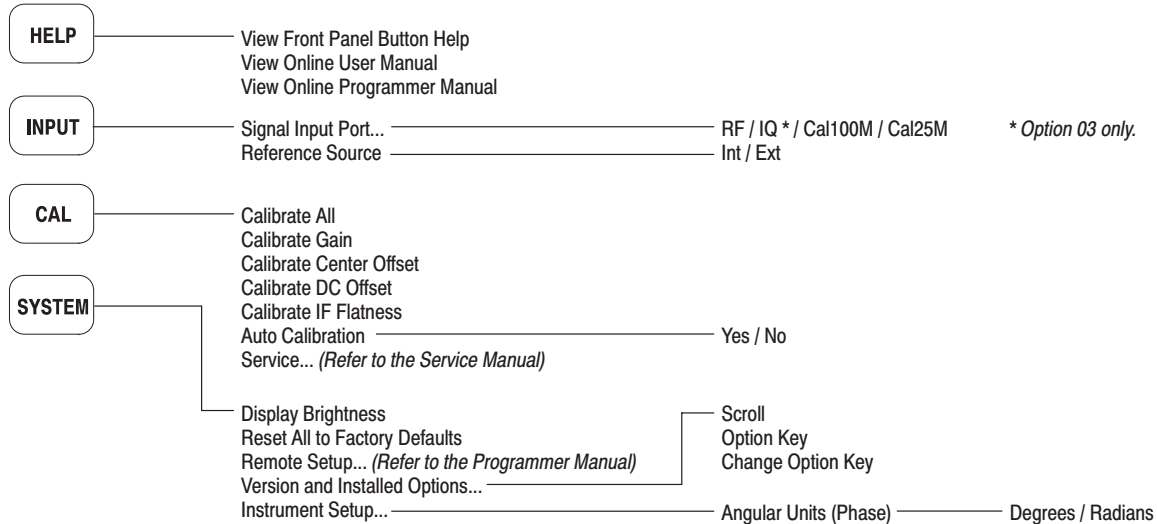 HELP
View Front Panel Button Help
View Online User Manual
View Online Programmer Manual
INPUT
Signal Input Port... RF / IQ * / Cal100M / Cal25M * Option 03 only.
Reference Source Int / Ext
CAL
Calibrate All
Calibrate Gain
Calibrate Center Offset
Calibrate DC Offset
Calibrate IF Flatness
Auto Calibration Yes / No
Service... (Refer to the Service Manual)
SYSTEM
Display Brightness
Reset All to Factory Defaults
Remote Setup... (Refer to the Programmer Manual)
Version and Installed Options...
Scroll
Option Key
Change Option Key
Instrument Setup... Angular Units (Phase) Degrees / Radians